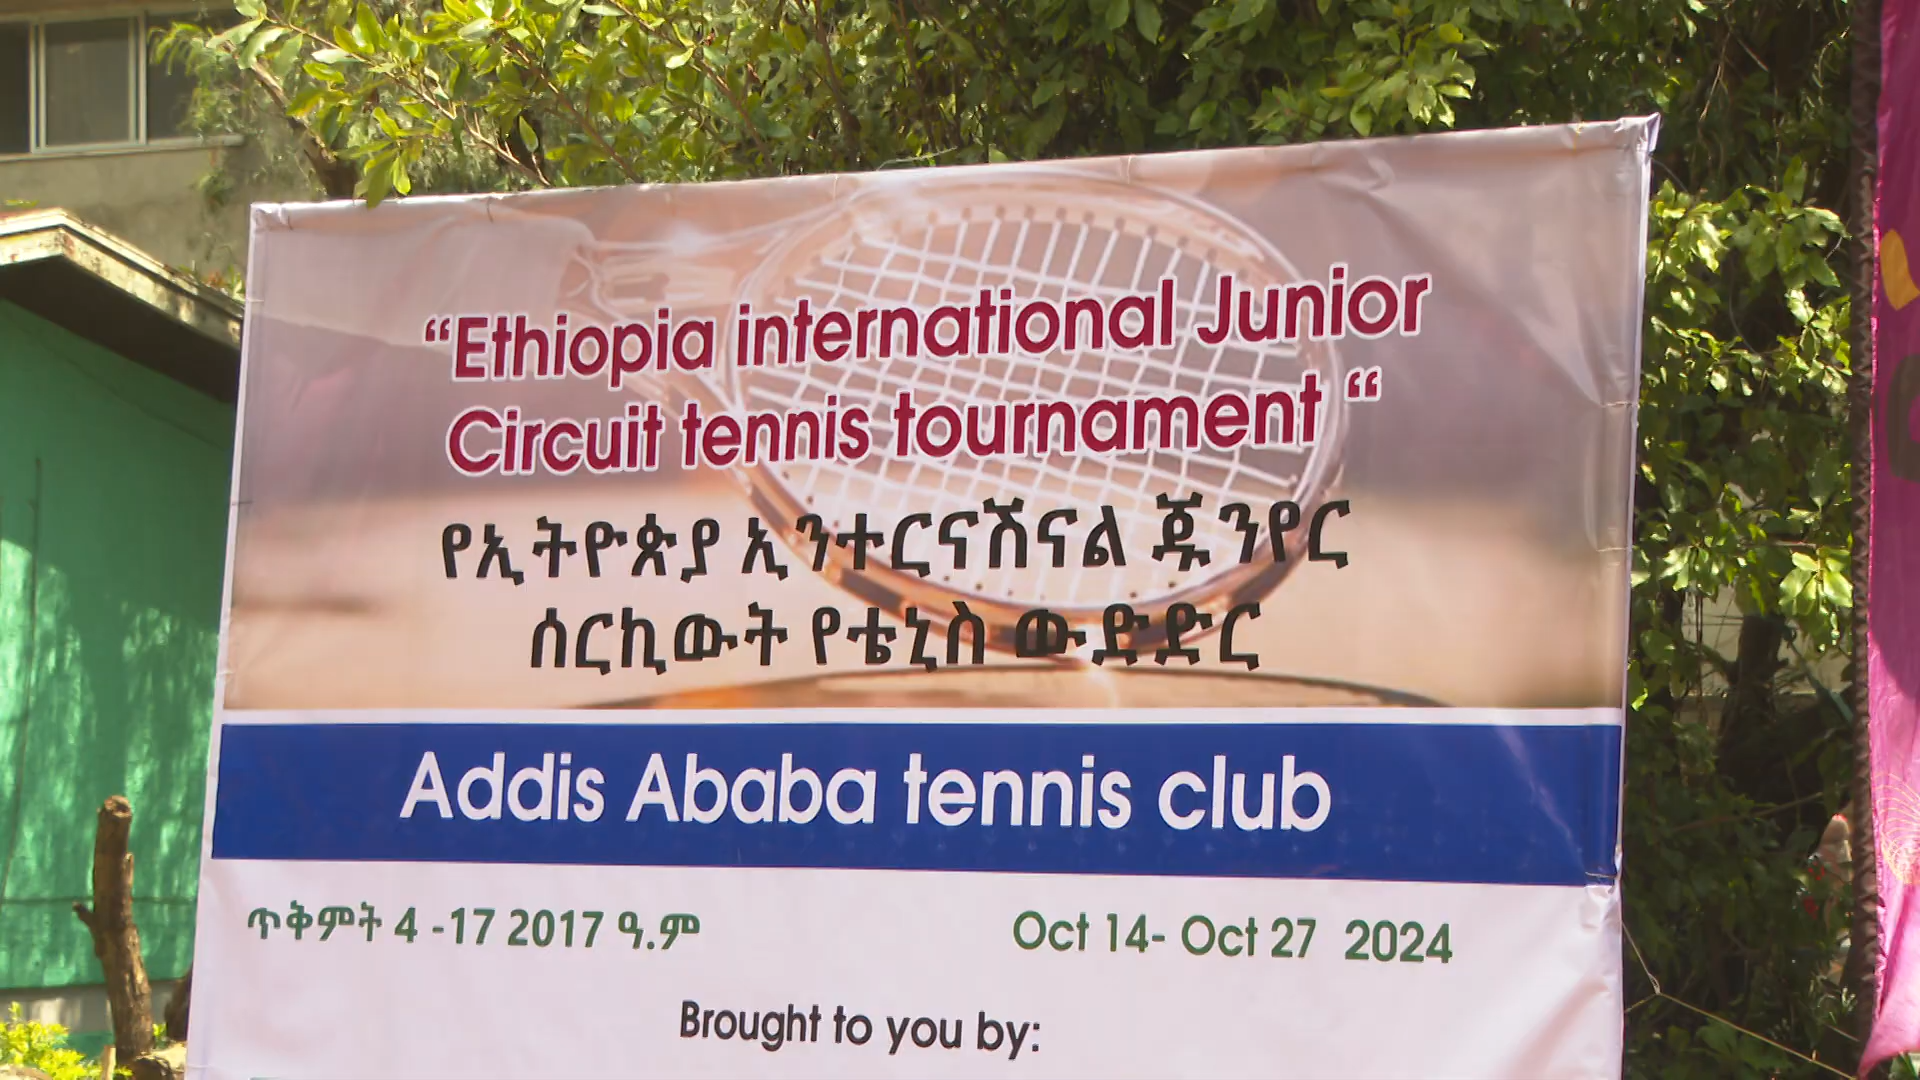 “Ethiopia international Junior
Circuit tennis tournament “
የኢትዮጵያ ኢንተርናሽናል ጁንየር
ሰርኪውት የቴኒስ ውድድር
Addis Ababa tennis club
ጥቅምት 4 -17 2017 ዓ.ም
Oct 14- Oct 27 2024
Brought to you by: